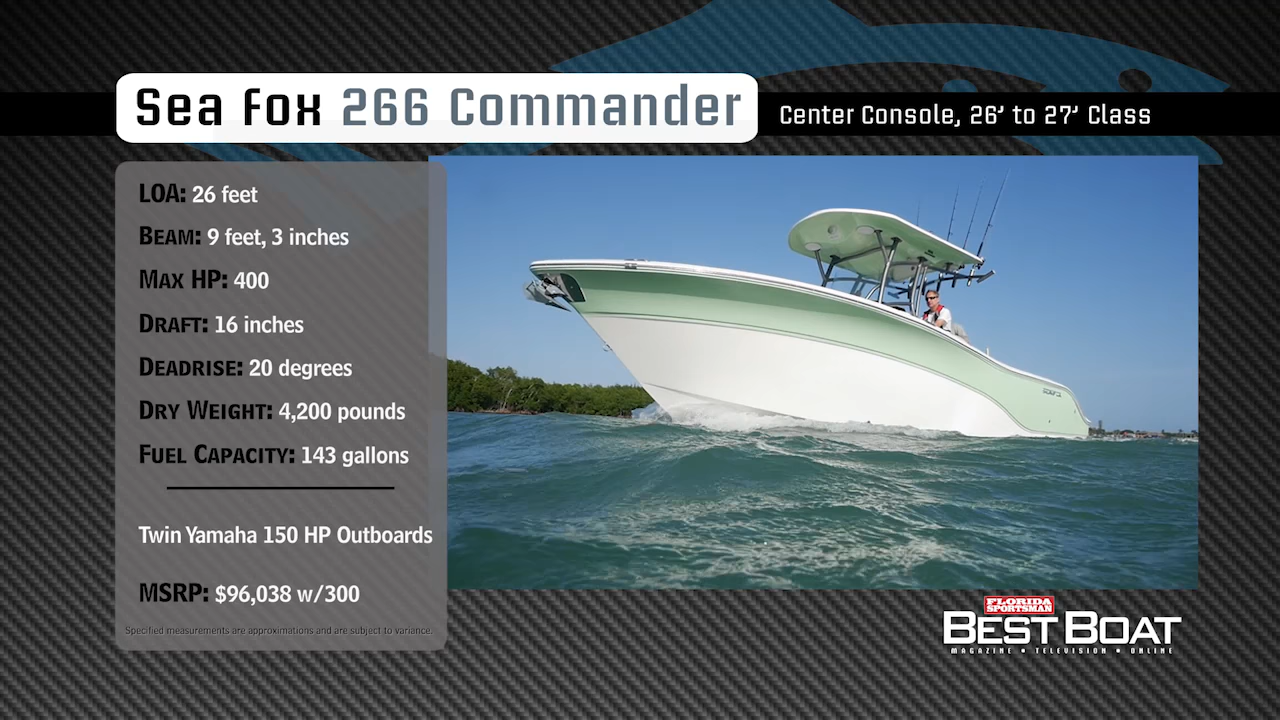 Sea Fox 266 Commander
Center Console, 26' to 27' Class
LOA: 26 feet
BEAM: 9 feet, 3 inches
MAX HP: 400
DRAFT: 16 inches
DEADRISE: 20 degrees
DRY WEIGHT: 4,200 pounds
FUEL CAPACITY: 143 gallons
Twin Yamaha 150 HP Outboards
MSRP: $96,038 w/300
Specified measurements are approximations and are subject to variance.
FLORIDA
SPORTSMAN
BEST BOAT
MAGAZINE • TELEVISION • ONLINE